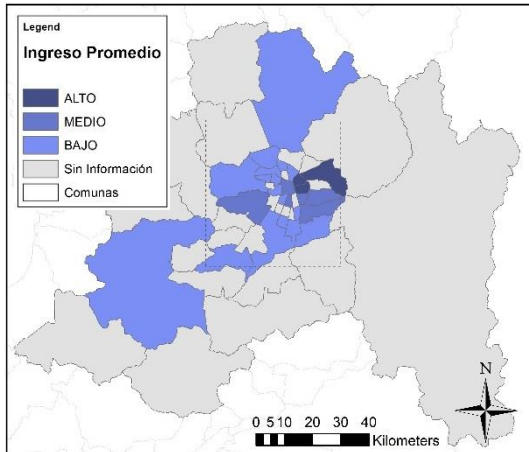 Legend
Ingreso Promedio
ALTO
MEDIO
BAJO
Sin Información
Comunas
N
0 5 10 20 30 40
Kilometers